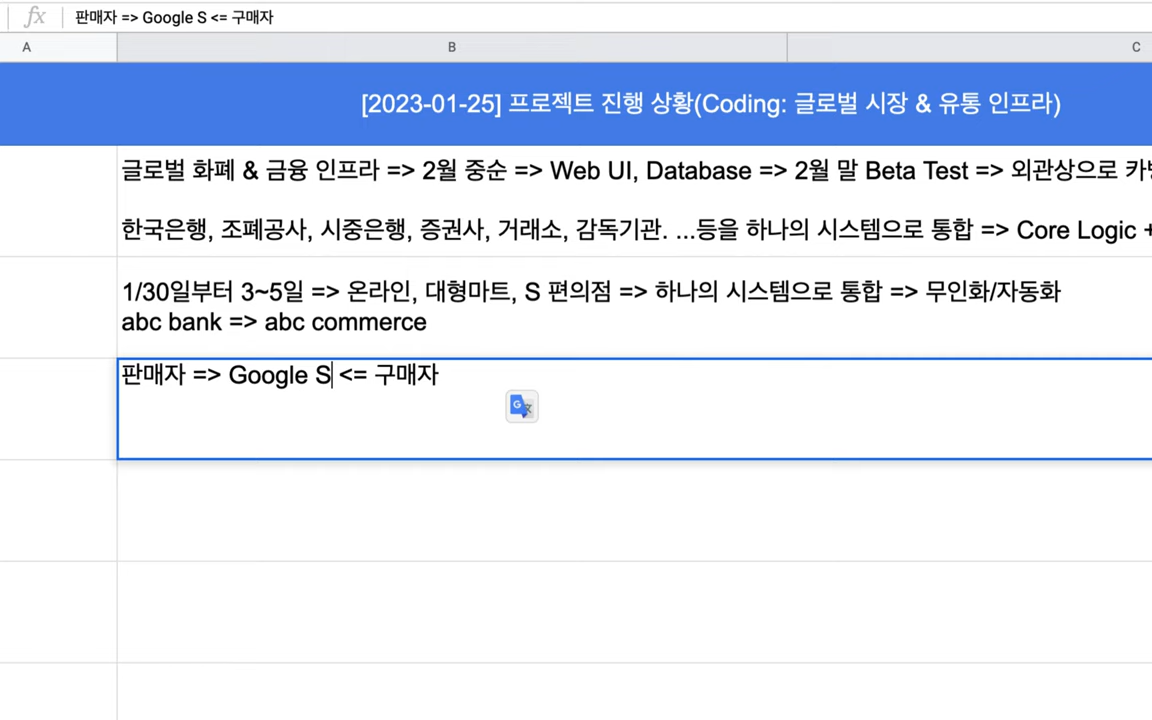 fx 판매자 => Google S <= 구매자
A B C
[2023-01-25] 프로젝트 진행 상황(Coding: 글로벌 시장 & 유통 인프라)
글로벌 화폐 & 금융 인프라 => 2월 중순 => Web UI, Database => 2월 말 Beta Test => 외관상으로
한국은행, 조폐공사, 시중은행, 증권사, 거래소, 감독기관. ...등을 하나의 시스템으로 통합 => Core Logic +
1/30일부터 3~5일 => 온라인, 대형마트, S 편의점 => 하나의 시스템으로 통합 => 무인화/자동화
abc bank => abc commerce
판매자 => Google S <= 구매자